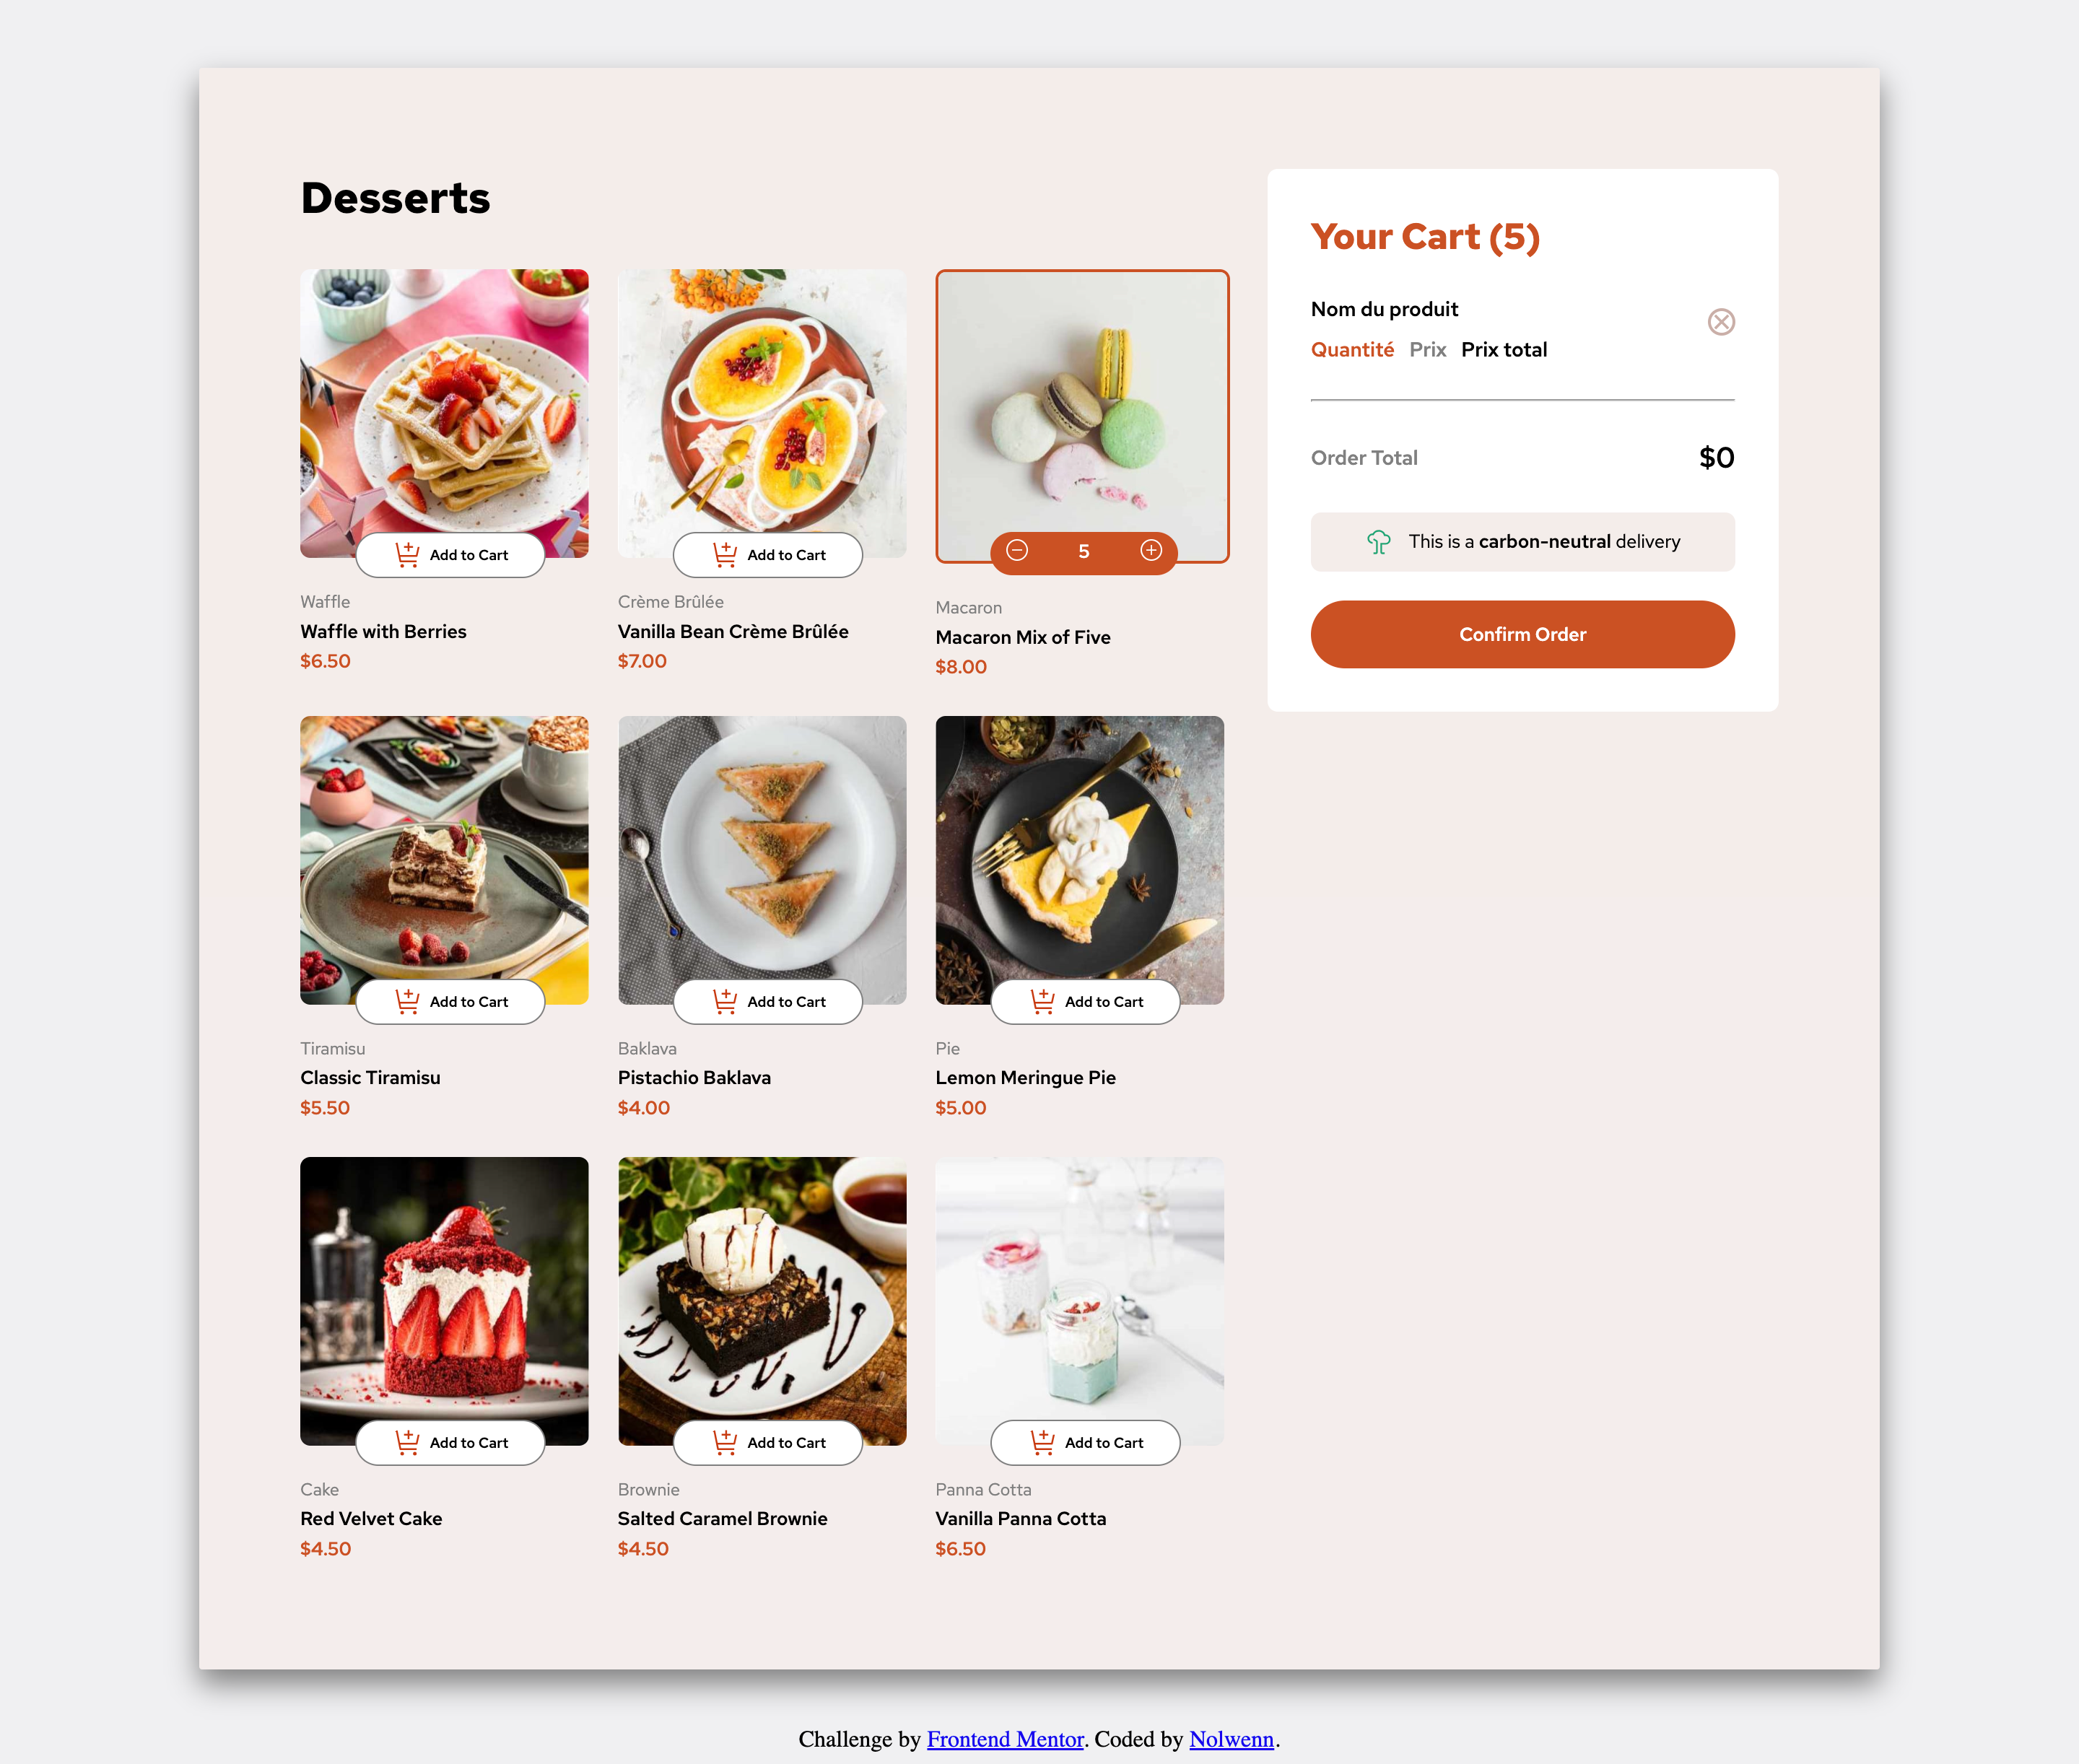 Desserts
Add to Cart
Waffle
Waffle with Berries
$6.50
Add to Cart
Crème Brûlée
Vanilla Bean Crème Brûlée
$7.00
5
Macaron
Macaron Mix of Five
$8.00
Add to Cart
Tiramisu
Classic Tiramisu
$5.50
Add to Cart
Baklava
Pistachio Baklava
$4.00
Add to Cart
Pie
Lemon Meringue Pie
$5.00
Add to Cart
Cake
Red Velvet Cake
$4.50
Add to Cart
Brownie
Salted Caramel Brownie
$4.50
Add to Cart
Panna Cotta
Vanilla Panna Cotta
$6.50
Your Cart (5)
Nom du produit
Quantité Prix Prix total
Order Total $0
This is a carbon-neutral delivery
Confirm Order
Challenge by Frontend Mentor. Coded by Nolwenn.